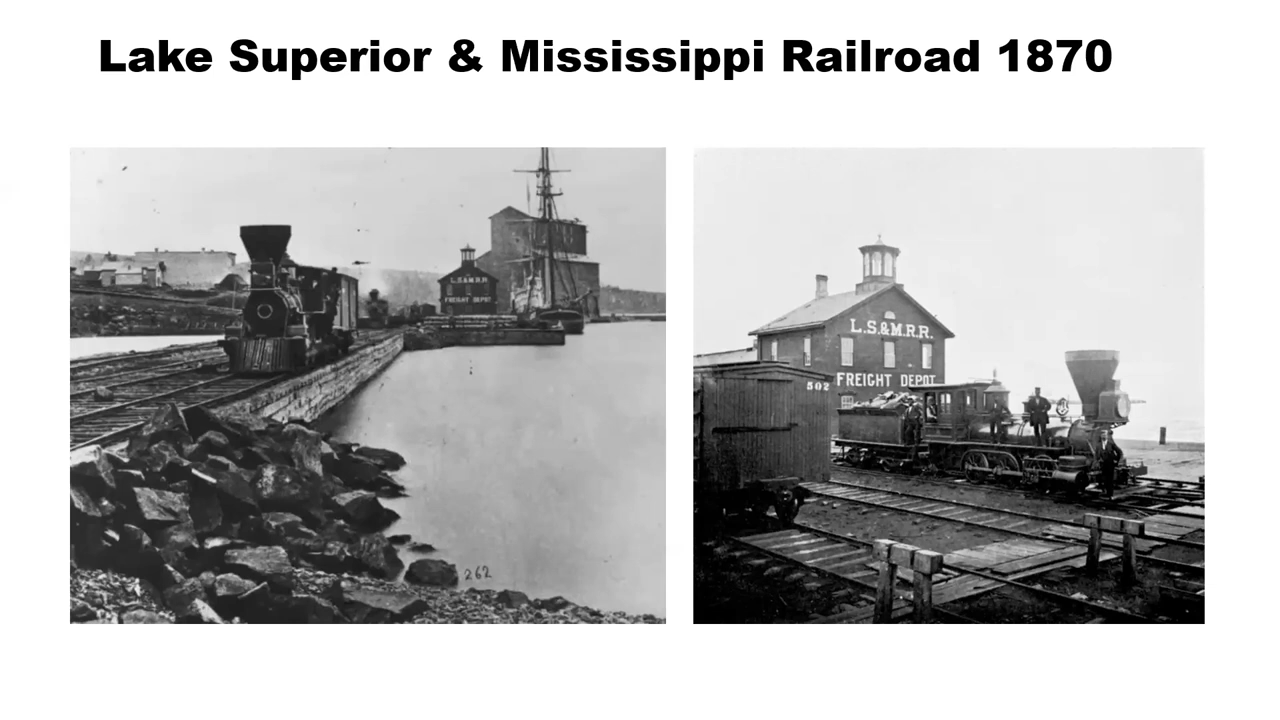 Lake Superior & Mississippi Railroad 1870
L.S.&M.R.R.
FREIGHT DEPOT
262
L.S.&M.R.R.
FREIGHT DEPOT
502